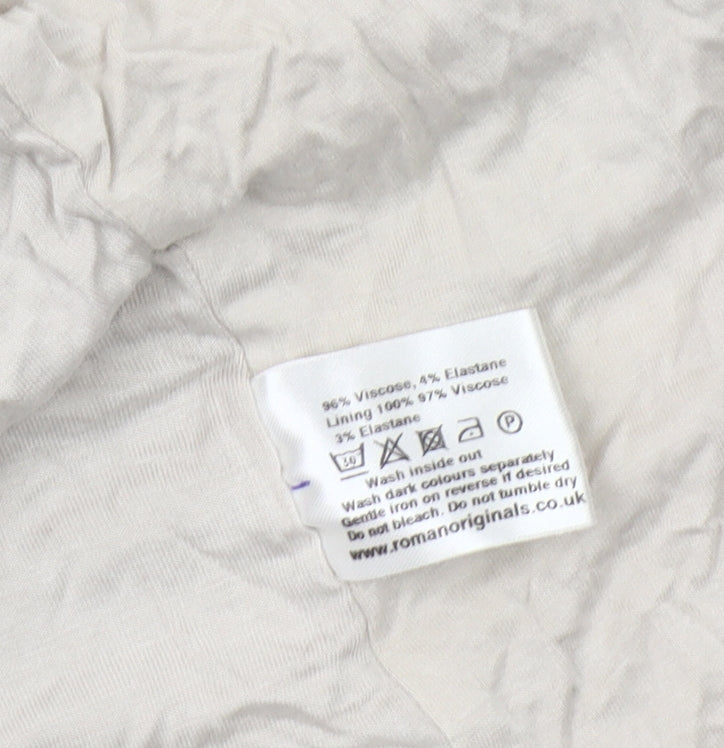 96% Viscose, 4% Elastane
Lining 100% 97% Viscose
3% Elastane
30 P
Wash inside out
Wash dark colours separately
Gentle iron on reverse if desired
Do not bleach. Do not tumble dry
www.romanoriginals.co.uk